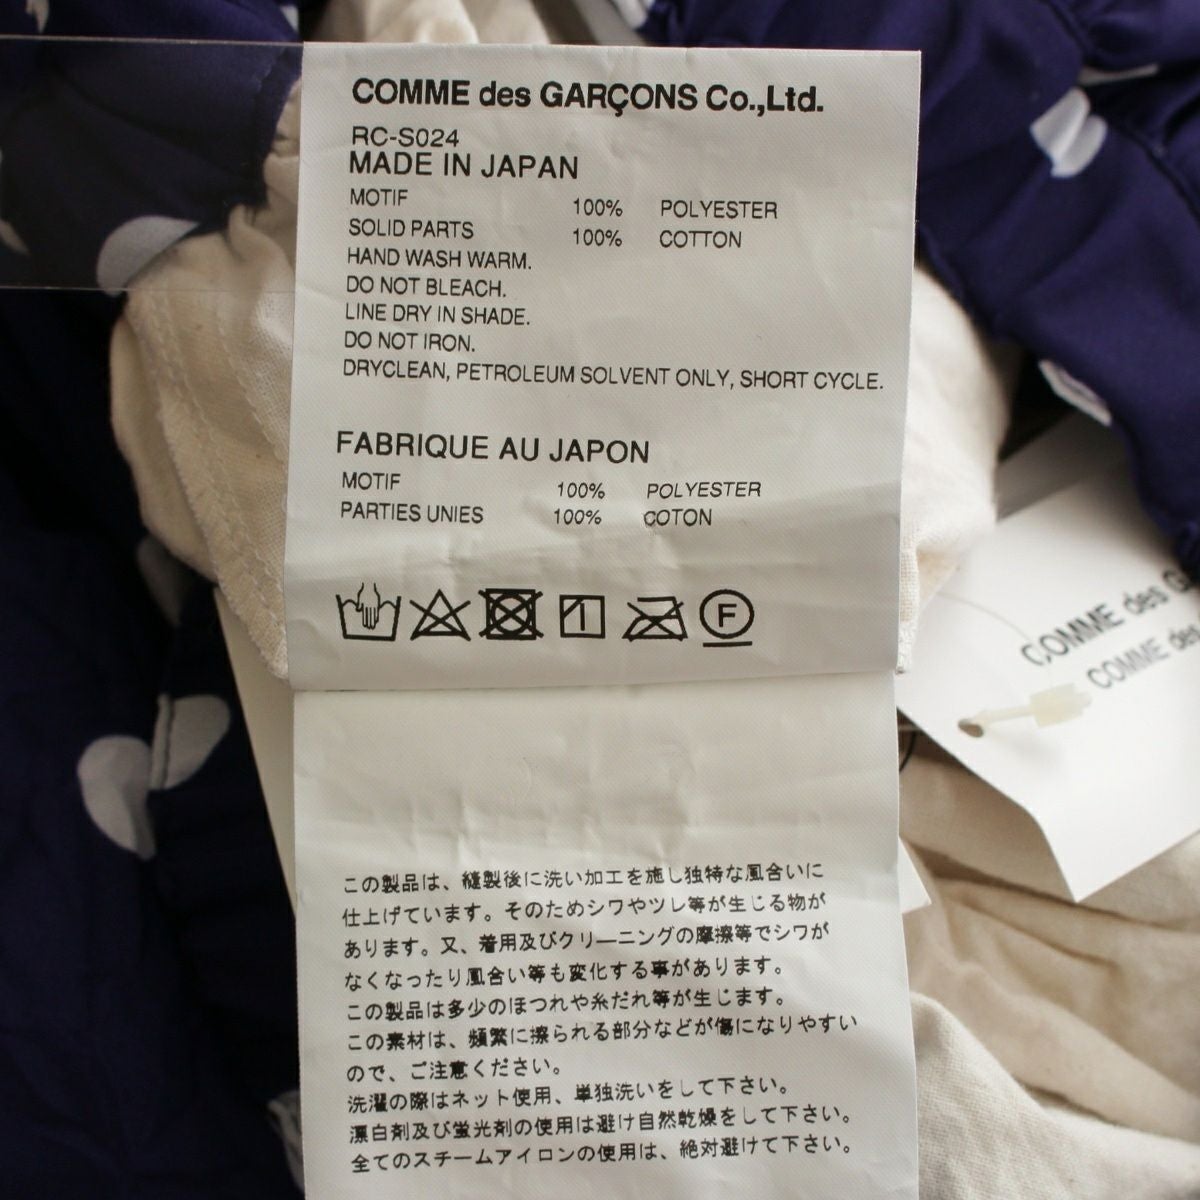 COMME des GARÇONS Co.,Ltd.
RC-S024
MADE IN JAPAN
MOTIF 100% POLYESTER
SOLID PARTS 100% COTTON
HAND WASH WARM.
DO NOT BLEACH.
LINE DRY IN SHADE.
DO NOT IRON.
DRYCLEAN, PETROLEUM SOLVENT ONLY, SHORT CYCLE.
FABRIQUE AU JAPON
MOTIF 100% POLYESTER
PARTIES UNIES 100% COTON
F
この製品は、縫製後に洗い加工を施し独特な風合いに
仕上げています。そのためシワやツレ等が生じる物が
あります。又、着用及びクリーニングの摩擦等でシワが
なくなったり風合い等も変化する事があります。
この製品は多少のほつれや糸だれ等が生じます。
この素材は、頻繁に擦られる部分などが傷になりやすい
ので、ご注意ください。
洗濯の際はネット使用、単独洗いをして下さい。
漂白剤及び蛍光剤の使用は避け自然乾燥をして下さい。
全てのスチームアイロンの使用は、絶対避けて下さい。
COMME des
COMME des